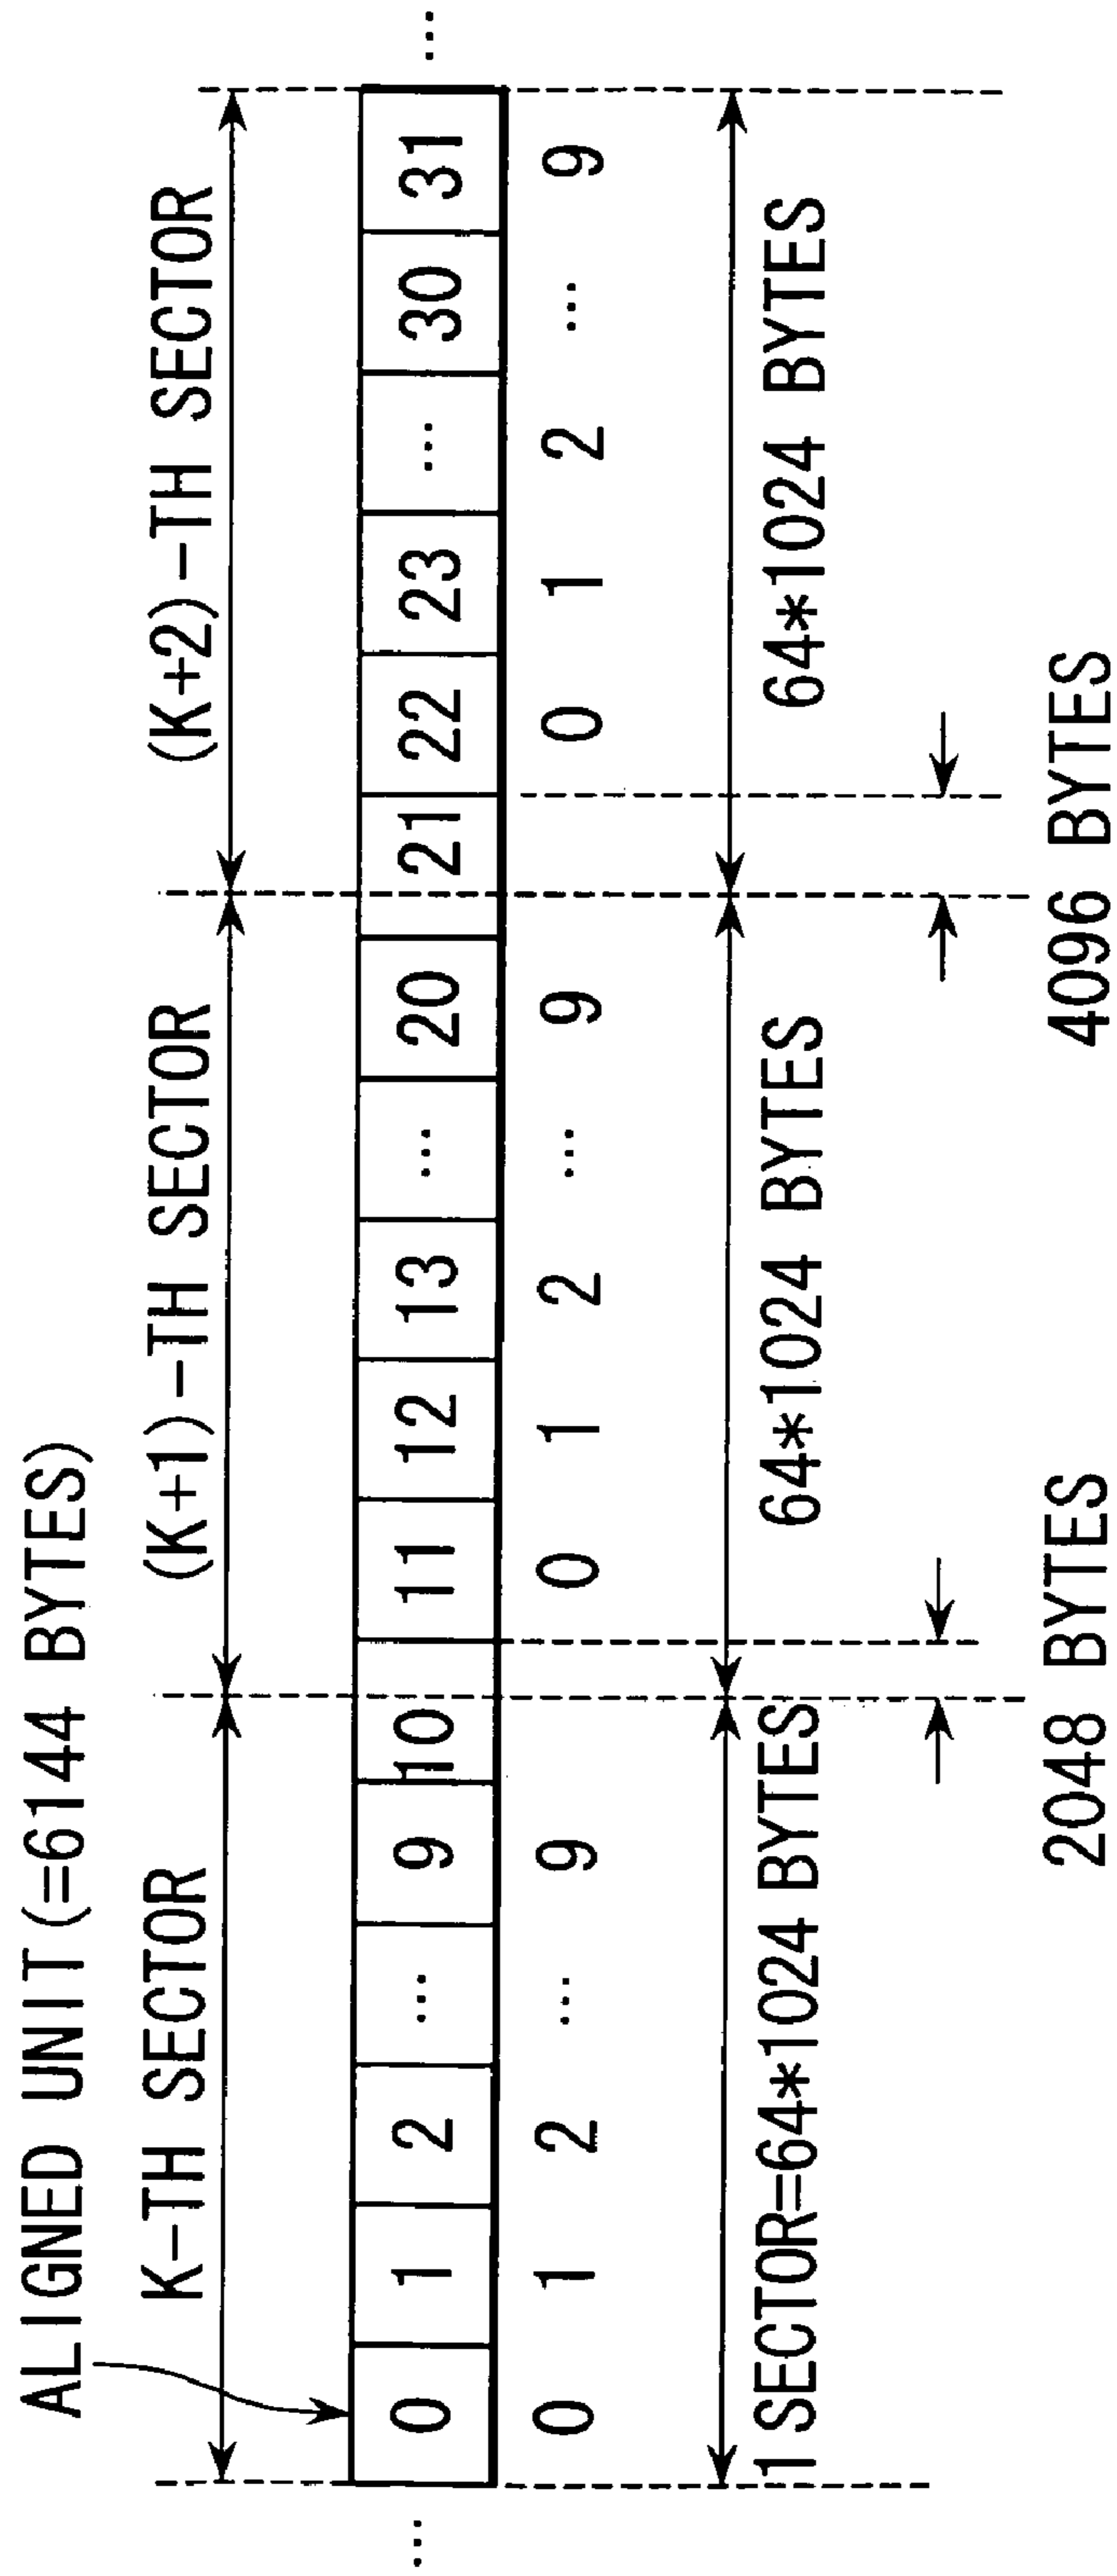 ALIGNED UNIT(=6144 BYTES)
K-TH SECTOR (K+1)-TH SECTOR (K+2)-TH SECTOR
... 0 1 2 ... 9 10 11 12 13 ... 20 21 22 23 ... 30 31 ...
0 1 2 ... 9 0 1 2 ... 9 0 1 2 ... 9
1 SECTOR=64*1024 BYTES 64*1024 BYTES 64*1024 BYTES
2048 BYTES 4096 BYTES